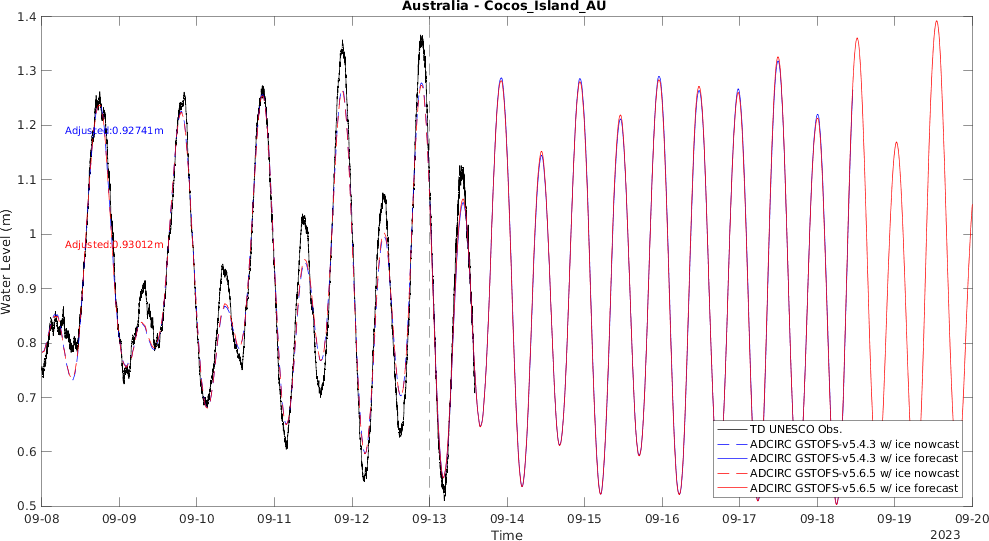 Australia - Cocos_Island_AU
Water Level (m)
1.4
1.3
1.2
1.1
1
0.9
0.8
0.7
0.6
0.5
Adjusted:0.92741m
Adjusted:0.93012m
TD UNESCO Obs.
ADCIRC GSTOFS-v5.4.3 w/ ice nowcast
ADCIRC GSTOFS-v5.4.3 w/ ice forecast
ADCIRC GSTOFS-v5.6.5 w/ ice nowcast
ADCIRC GSTOFS-v5.6.5 w/ ice forecast
09-08 09-09 09-10 09-11 09-12 09-13 09-14 09-15 09-16 09-17 09-18 09-19 09-20
Time
2023